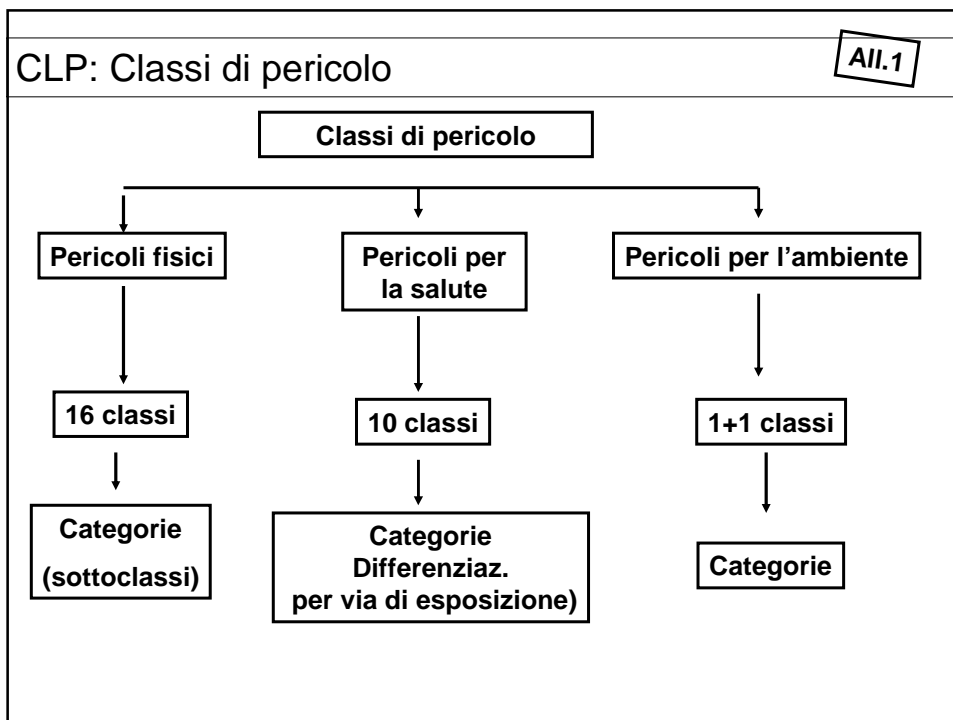 CLP: Classi di pericolo
All.1
Classi di pericolo
Pericoli fisici
Pericoli per
la salute
Pericoli per l’ambiente
16 classi
10 classi
1+1 classi
Categorie
(sottoclassi)
Categorie
Differenziaz.
per via di esposizione)
Categorie